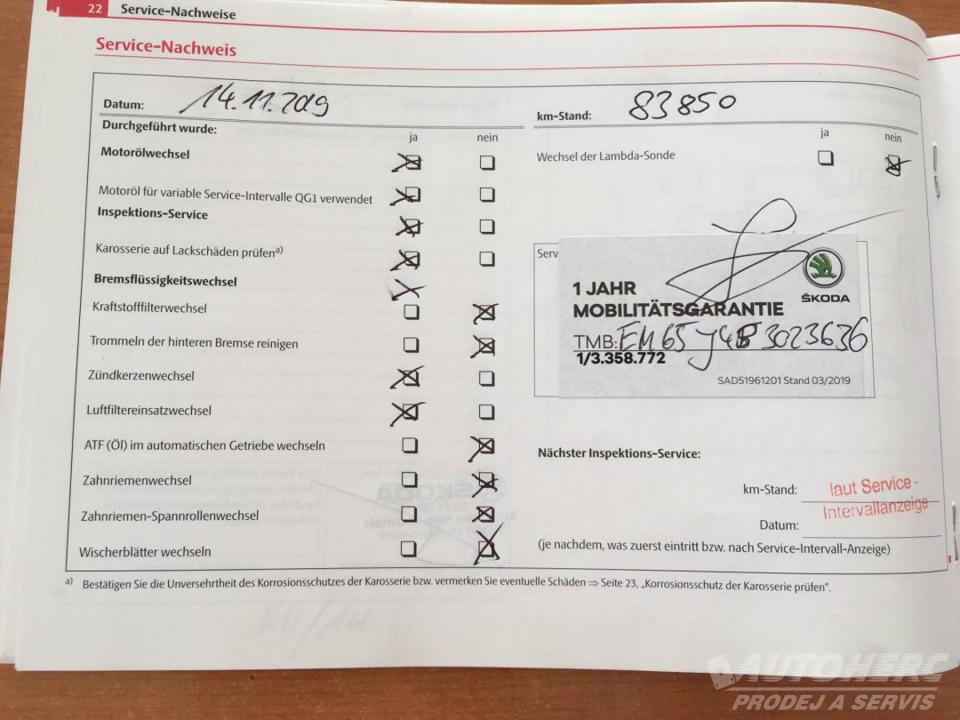 22 Service-Nachweise
Service-Nachweis
Datum: 14.11.2019
km-Stand: 83850
Durchgeführt wurde: ja nein
ja nein
Motorölwechsel
Wechsel der Lambda-Sonde
Motoröl für variable Service-Intervalle QG1 verwendet
Inspektions-Service
Karosserie auf Lackschäden prüfen a)
Bremsflüssigkeitswechsel
Kraftstofffilterwechsel
Trommeln der hinteren Bremse reinigen
Zündkerzenwechsel
Luftfiltereinsatzwechsel
ATF (Öl) im automatischen Getriebe wechseln
Zahnriemenwechsel
Zahnriemen-Spannrollenwechsel
Wischerblätter wechseln
Serv
1 JAHR
MOBILITÄTSGARANTIE
ŠKODA
TMB: EM65J4B3023636
1/3.358.772
SAD51961201 Stand 03/2019
Nächster Inspektions-Service:
km-Stand: laut Service-
Intervallanzeige
Datum:
(je nachdem, was zuerst eintritt bzw. nach Service-Intervall-Anzeige)
a) Bestätigen Sie die Unversehrtheit des Korrosionsschutzes der Karosserie bzw. vermerken Sie eventuelle Schäden ⇒ Seite 23, „Korrosionsschutz der Karosserie prüfen".
AUTOHERC
PRODEJ A SERVIS